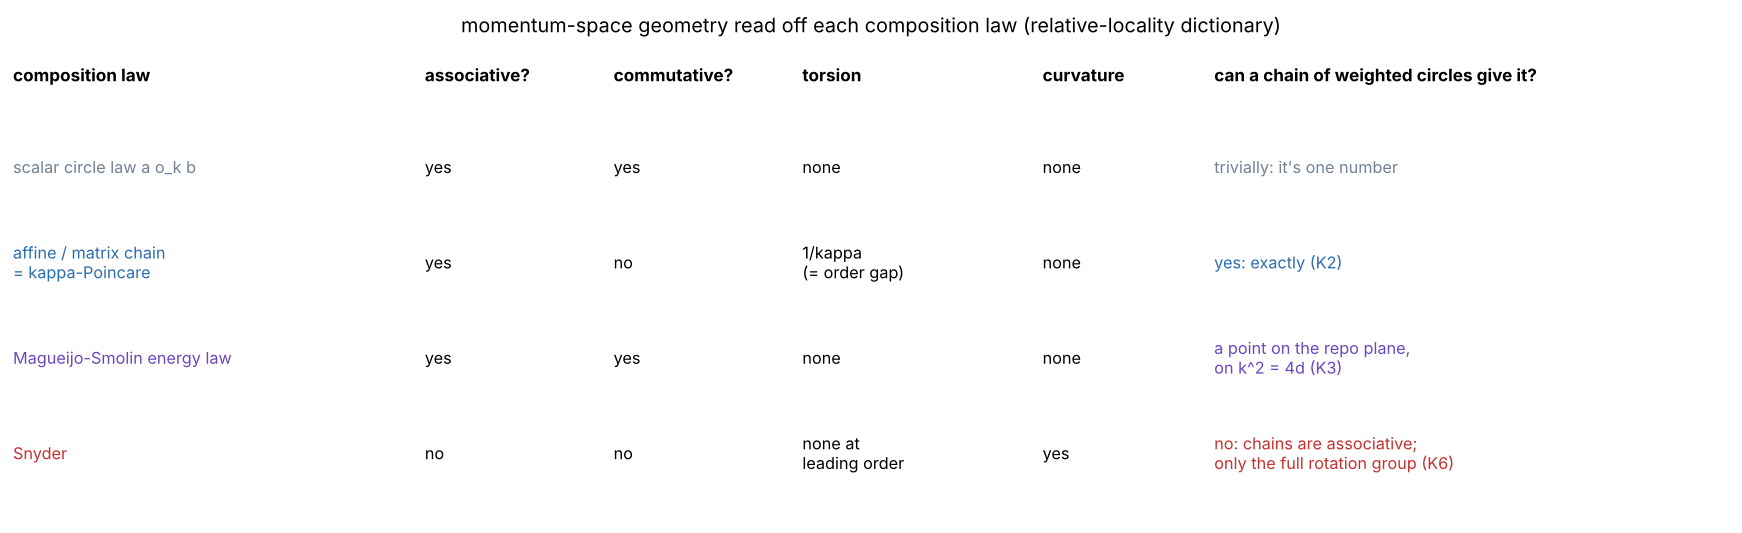 momentum-space geometry read off each composition law (relative-locality dictionary)
composition law associative? commutative? torsion curvature can a chain of weighted circles give it?
scalar circle law a o_k b yes yes none none trivially: it's one number
affine / matrix chain
= kappa-Poincare
yes
no
1/kappa
(= order gap)
none
yes: exactly (K2)
Magueijo-Smolin energy law
yes
yes
none
none
a point on the repo plane,
on k^2 = 4d (K3)
Snyder
no
no
none at
leading order
yes
no: chains are associative;
only the full rotation group (K6)